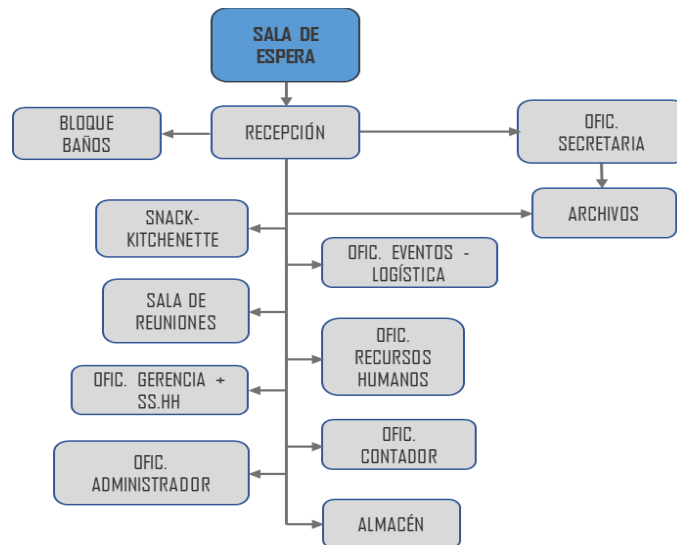 SALA DE
ESPERA
BLOQUE
BAÑOS
RECEPCIÓN
OFIC.
SECRETARIA
SNACK-
KITCHENETTE
ARCHIVOS
OFIC. EVENTOS -
LOGÍSTICA
SALA DE
REUNIONES
OFIC.
RECURSOS
HUMANOS
OFIC. GERENCIA +
SS.HH
OFIC.
CONTADOR
OFIC.
ADMINISTRADOR
ALMACÉN